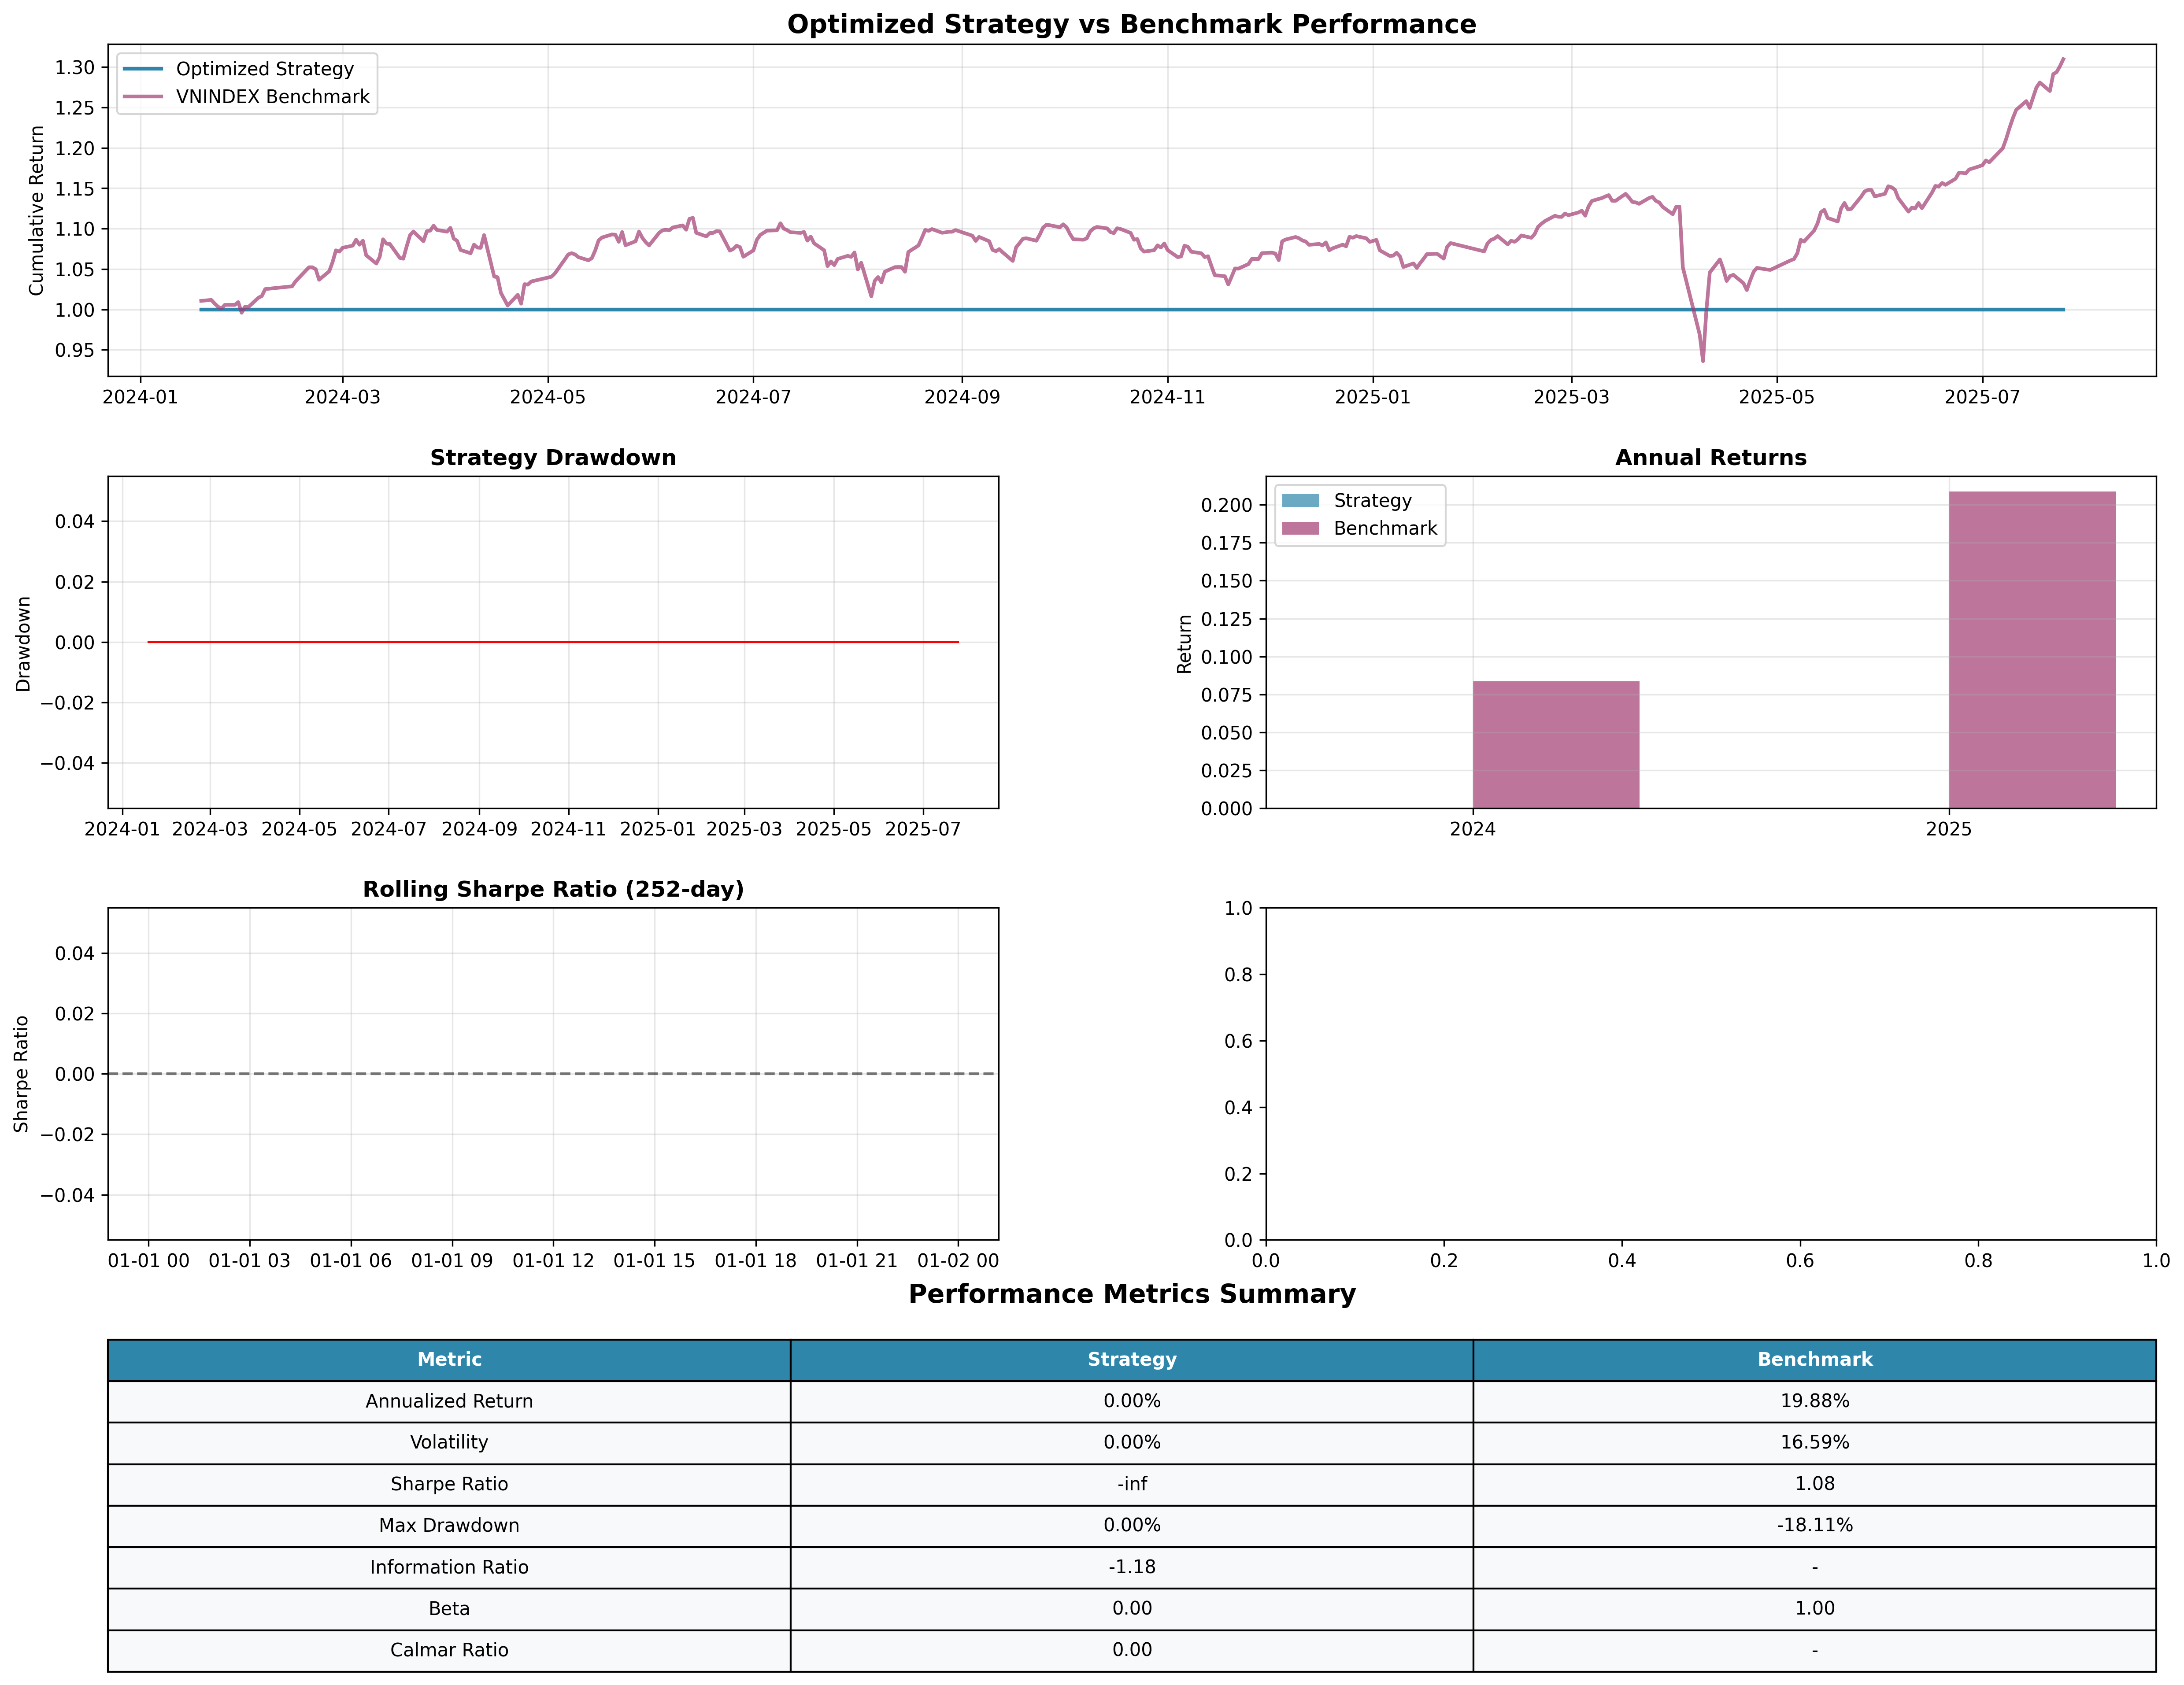 Optimized Strategy vs Benchmark Performance
Optimized Strategy
VNINDEX Benchmark
Cumulative Return
1.30
1.25
1.20
1.15
1.10
1.05
1.00
0.95
2024-01 2024-03 2024-05 2024-07 2024-09 2024-11 2025-01 2025-03 2025-05 2025-07
Strategy Drawdown
Drawdown
0.04
0.02
0.00
−0.02
−0.04
2024-01 2024-03 2024-05 2024-07 2024-09 2024-11 2025-01 2025-03 2025-05 2025-07
Annual Returns
Strategy
Benchmark
Return
0.200
0.175
0.150
0.125
0.100
0.075
0.050
0.025
0.000
2024 2025
Rolling Sharpe Ratio (252-day)
Sharpe Ratio
0.04
0.02
0.00
−0.02
−0.04
01-01 00 01-01 03 01-01 06 01-01 09 01-01 12 01-01 15 01-01 18 01-01 21 01-02 00
1.0
0.8
0.6
0.4
0.2
0.0
0.0 0.2 0.4 0.6 0.8 1.0
Performance Metrics Summary
Metric Strategy Benchmark
Annualized Return 0.00% 19.88%
Volatility 0.00% 16.59%
Sharpe Ratio -inf 1.08
Max Drawdown 0.00% -18.11%
Information Ratio -1.18 -
Beta 0.00 1.00
Calmar Ratio 0.00 -